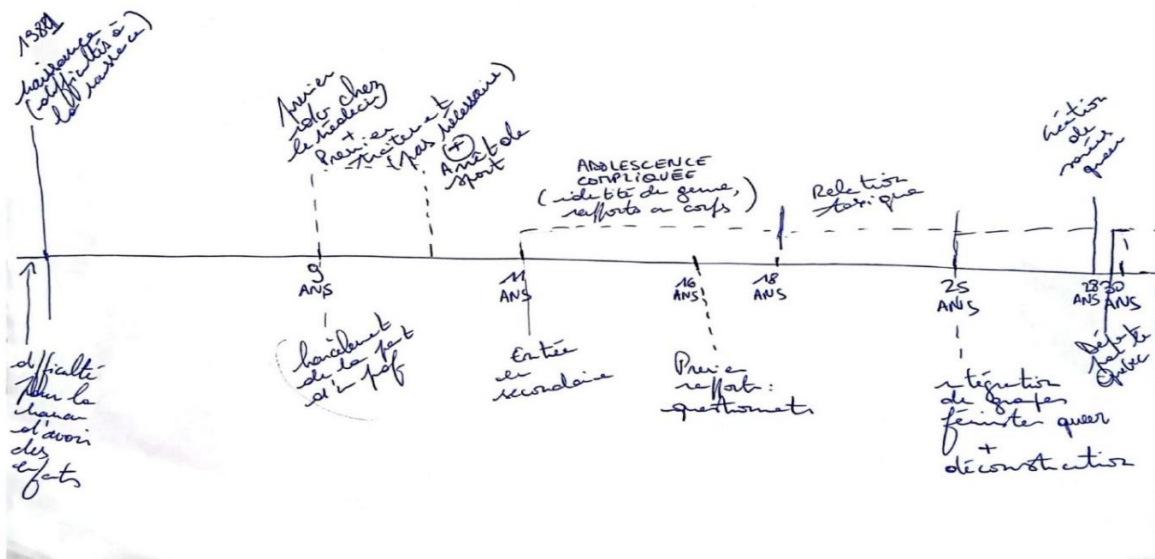 1989
naissance
(difficultés à
la naissance)
difficulté
pour la
maman
d'avoir
des
enfants
premier
rdv chez
le médecin
+
Premier
traitement
(pas nécessaire)
+
Arrêt de
sport
9
ANS
harcèlement
de la part
d'un prof
ADOLESCENCE
COMPLIQUÉE
(identité de genre,
rapports au corps)
11
ANS
Entrée
en
secondaire
16
ANS
Premier
rapport :
questionnements
Relation
toxique
18
ANS
25
ANS
intégration
de groupes
féministes queer
+
déconstruction
création
de
soirées
queer
28
ANS
30
ANS
Départ
pour le
Québec